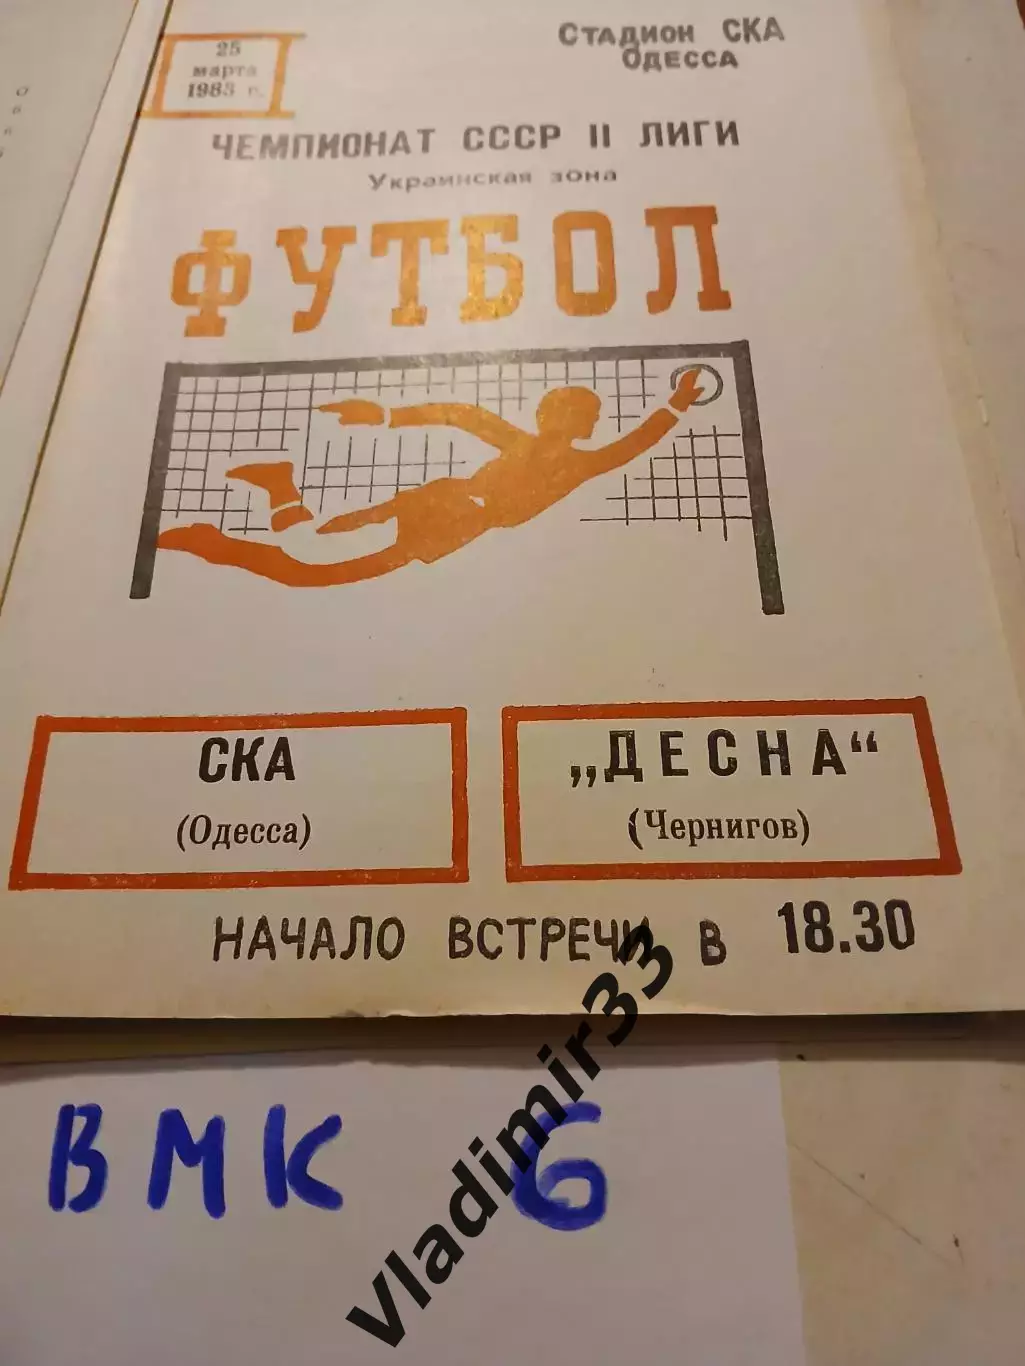 Стадион СКА
Одесса
25
марта
1983 г.
ЧЕМПИОНАТ СССР II ЛИГИ
Украинская зона
ФУТБОЛ
СКА
(Одесса)
„ДЕСНА“
(Чернигов)
НАЧАЛО ВСТРЕЧИ В 18.30
ВМК 6
Vladimir33